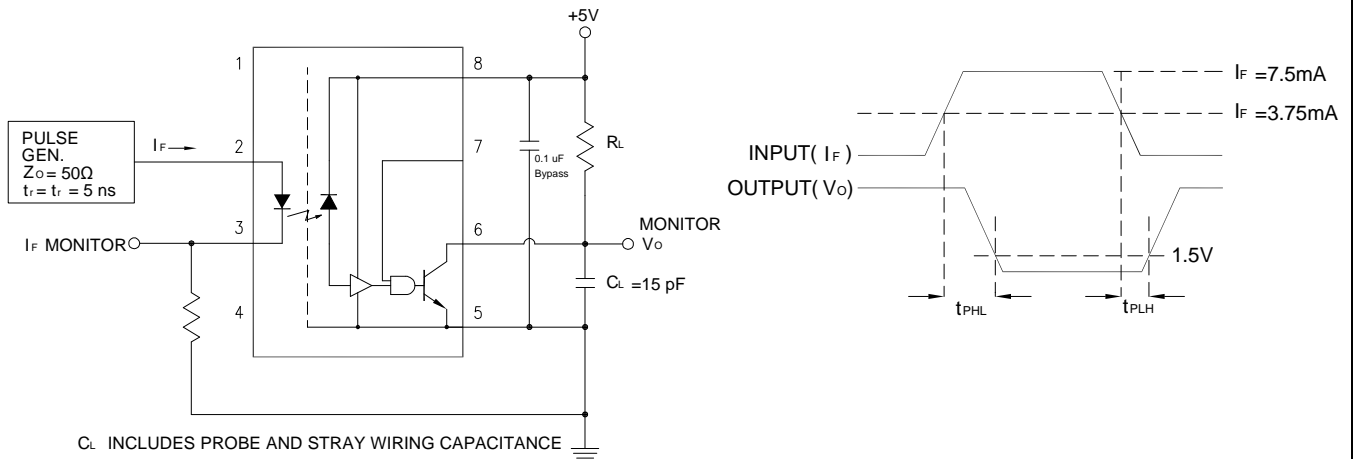 +5V
1
8
PULSE
GEN.
Zo = 50Ω
tr = tr = 5 ns
IF
2
7
0.1 uF
Bypass
RL
3
IF MONITOR
6
MONITOR
Vo
CL =15 pF
4
5
CL INCLUDES PROBE AND STRAY WIRING CAPACITANCE
IF =7.5mA
IF =3.75mA
INPUT( IF )
OUTPUT( Vo)
1.5V
tPHL
tPLH